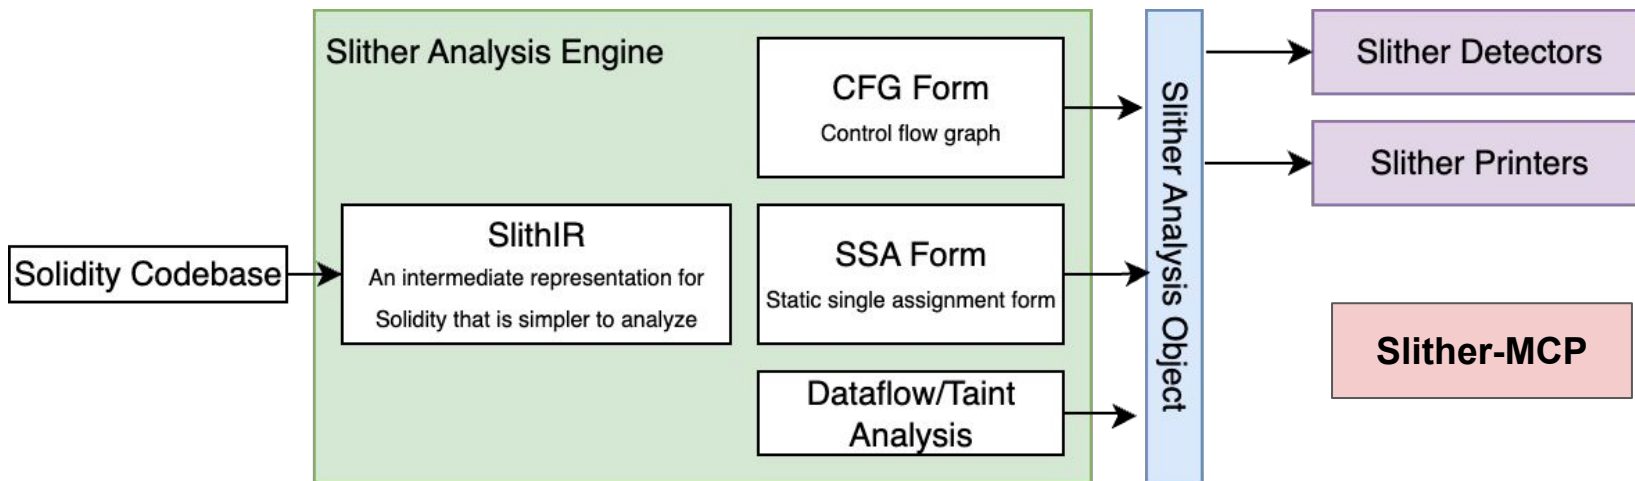 Slither Analysis Engine
Solidity Codebase
SlithIR
An intermediate representation for
Solidity that is simpler to analyze
CFG Form
Control flow graph
SSA Form
Static single assignment form
Dataflow/Taint
Analysis
Slither Analysis Object
Slither Detectors
Slither Printers
Slither-MCP